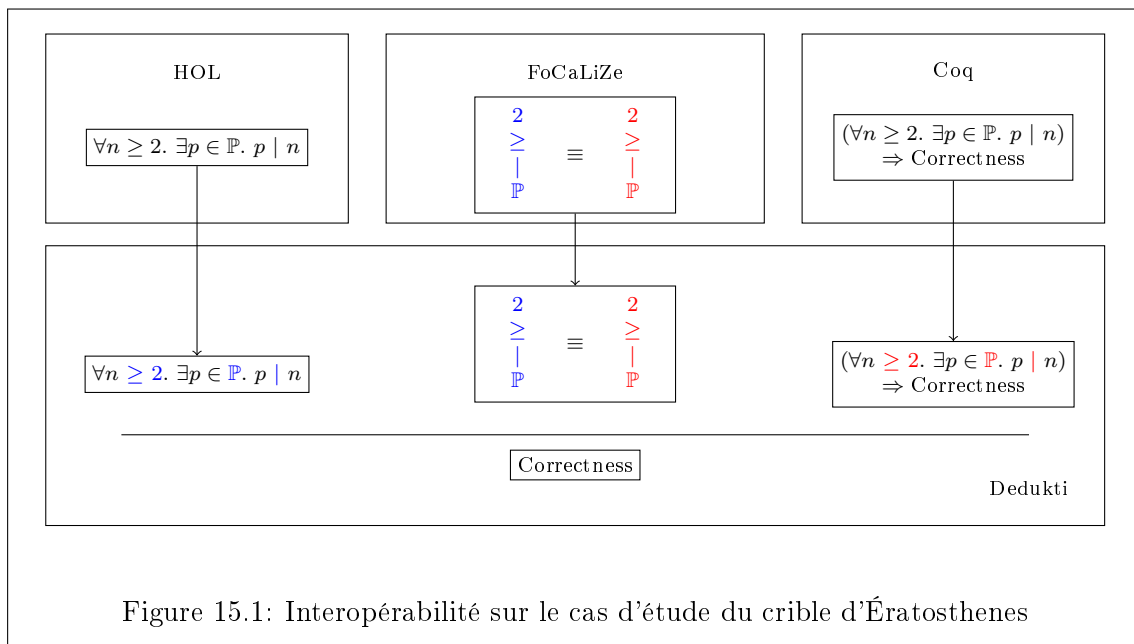 HOL
∀n ≥ 2. ∃p ∈ ℙ. p | n
FoCaLiZe
2 2
≥ ≥
≡
| |
ℙ ℙ
Coq
(∀n ≥ 2. ∃p ∈ ℙ. p | n)
⇒ Correctness
∀n ≥ 2. ∃p ∈ ℙ. p | n
2 2
≥ ≥
≡
| |
ℙ ℙ
(∀n ≥ 2. ∃p ∈ ℙ. p | n)
⇒ Correctness
Correctness
Dedukti
Figure 15.1: Interopérabilité sur le cas d'étude du crible d'Ératosthenes